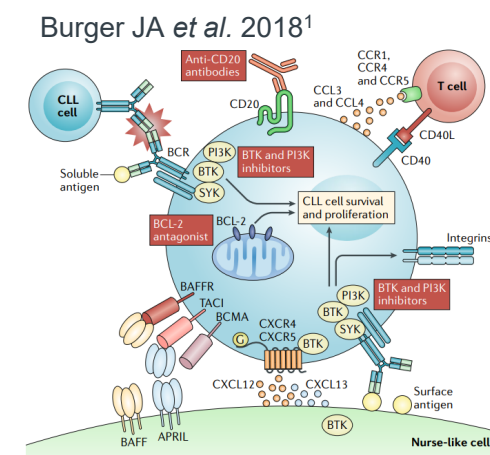 Burger JA et al. 2018¹
Anti-CD20
antibodies
CCR1,
CCR4
and CCR5
T cell
CLL
cell
CD20
CCL3
and CCL4
CD40L
CD40
BCR
PI3K
BTK
SYK
BTK and PI3K
inhibitors
Soluble
antigen
CLL cell survival
and proliferation
BCL-2
antagonist
BCL-2
Integrins
BAFFR
TACI
BCMA
PI3K
BTK
SYK
BTK and PI3K
inhibitors
G
CXCR4
CXCR5
BTK
CXCL12
CXCL13
Surface
antigen
BAFF
APRIL
BTK
Nurse-like cell